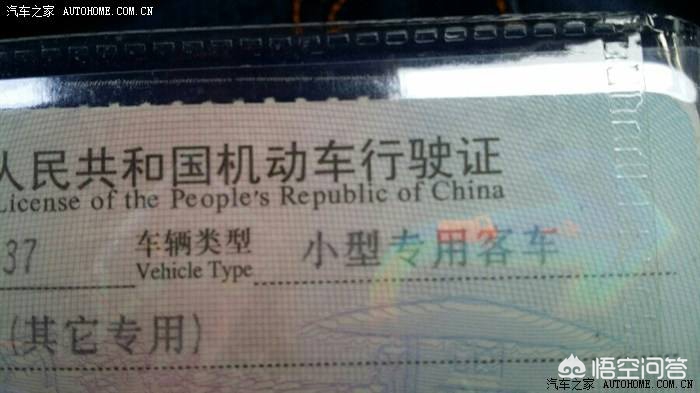 汽车之家 AUTOHOME.COM.CN
人民共和国机动车行驶证
License of the People's Republic of China
37 车辆类型 小型专用客车
Vehicle Type
(其它专用)
悟空问答
汽车之家 AUTOHOME.COM.CN